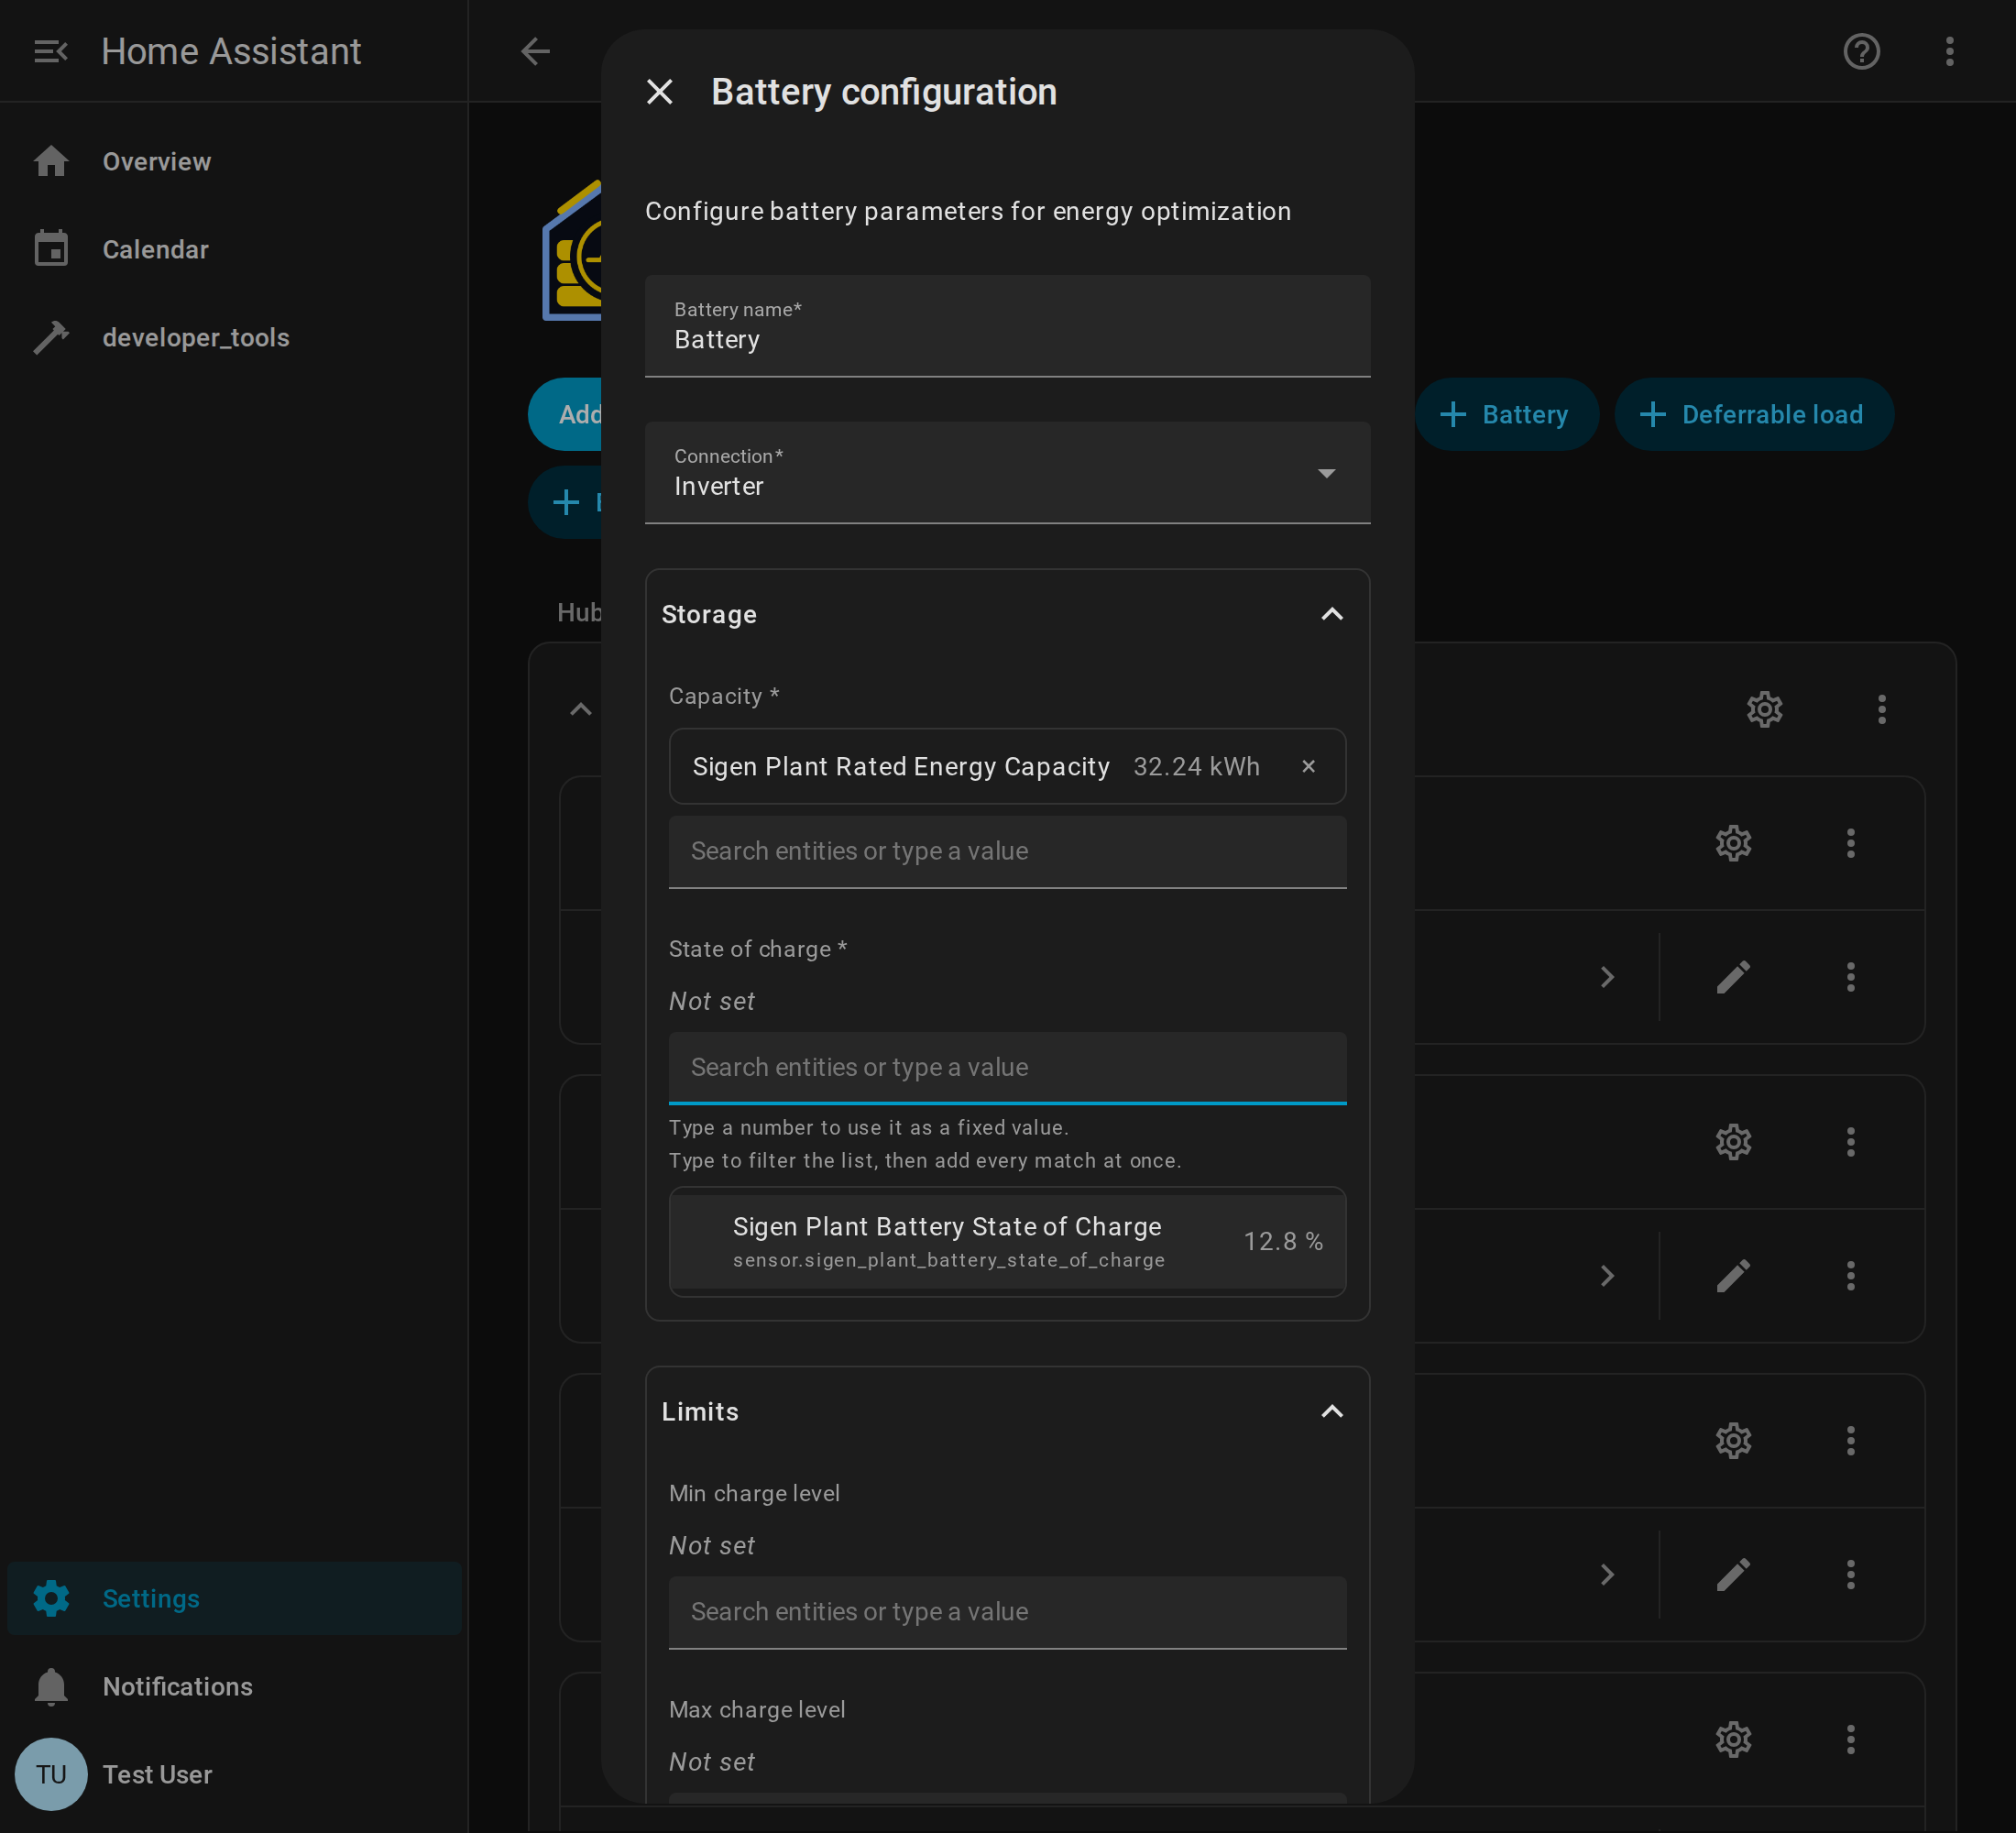 Home Assistant
Overview
Calendar
developer_tools
Settings
Notifications
TU
Test User
Add
Battery
Deferrable load
Hub
Battery configuration
Configure battery parameters for energy optimization
Battery name*
Battery
Connection*
Inverter
Storage
Capacity *
Sigen Plant Rated Energy Capacity 32.24 kWh ×
Search entities or type a value
State of charge *
Not set
Search entities or type a value
Type a number to use it as a fixed value.
Type to filter the list, then add every match at once.
Sigen Plant Battery State of Charge
sensor.sigen_plant_battery_state_of_charge
12.8 %
Limits
Min charge level
Not set
Search entities or type a value
Max charge level
Not set